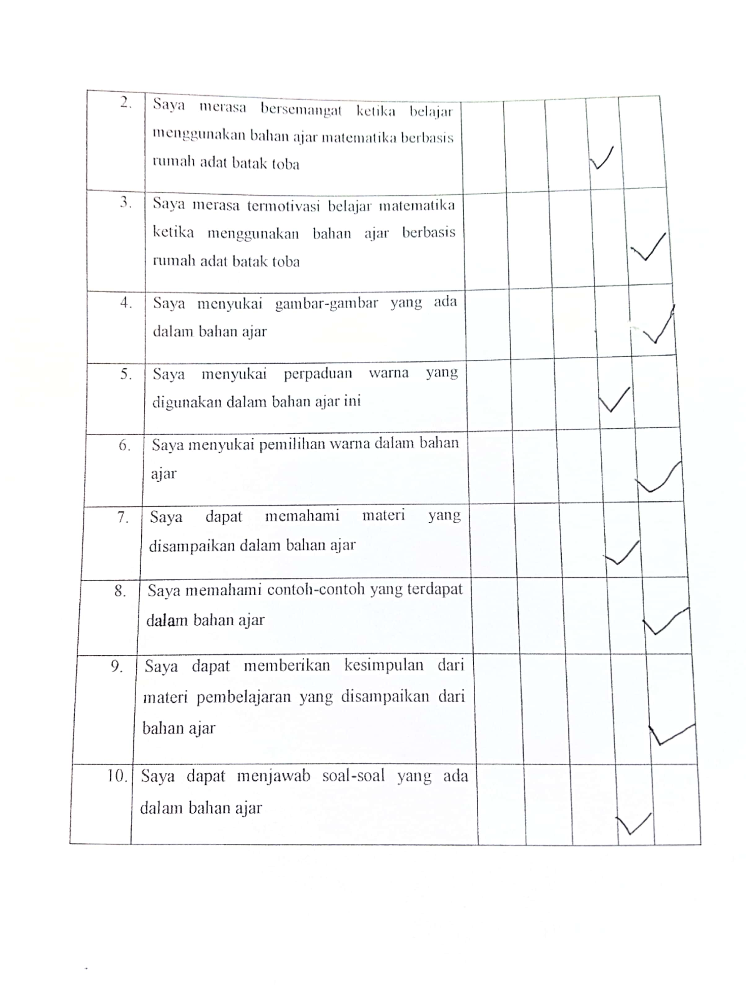 2. Saya merasa bersemangat ketika belajar
menggunakan bahan ajar matematika berbasis
rumah adat batak toba
3. Saya merasa termotivasi belajar matematika
ketika menggunakan bahan ajar berbasis
rumah adat batak toba
4. Saya menyukai gambar-gambar yang ada
dalam bahan ajar
5. Saya menyukai perpaduan warna yang
digunakan dalam bahan ajar ini
6. Saya menyukai pemilihan warna dalam bahan
ajar
7. Saya dapat memahami materi yang
disampaikan dalam bahan ajar
8. Saya memahami contoh-contoh yang terdapat
dalam bahan ajar
9. Saya dapat memberikan kesimpulan dari
materi pembelajaran yang disampaikan dari
bahan ajar
10. Saya dapat menjawab soal-soal yang ada
dalam bahan ajar